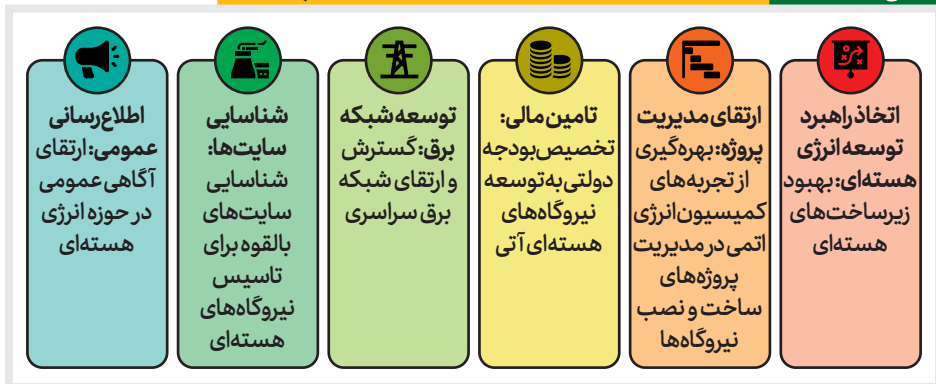 اتخاذ راهبرد
توسعه انرژی
هسته‌ای: بهبود
زیرساخت‌های
هسته‌ای
ارتقای مدیریت
پروژه: بهره‌گیری
از تجربه‌های
کمیسیون انرژی
اتمی در مدیریت
پروژه‌های
ساخت و نصب
نیروگاه‌ها
تامین مالی:
تخصیص بودجه
دولتی به توسعه
نیروگاه‌های
هسته‌ای آتی
توسعه شبکه
برق: گسترش
و ارتقای شبکه
برق سراسری
شناسایی
سایت‌ها:
شناسایی
سایت‌های
بالقوه برای
تاسیس
نیروگاه‌های
هسته‌ای
اطلاع‌رسانی
عمومی: ارتقای
آگاهی عمومی
در حوزه انرژی
هسته‌ای